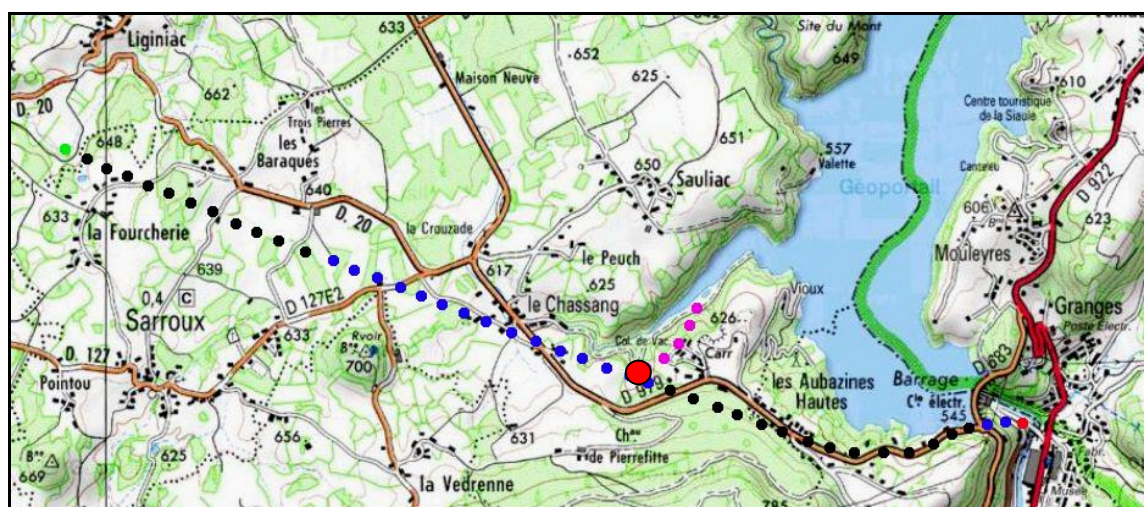 Liginiac
633
652
Site du Mont
649
D. 20
662
Maison Neuve
625
610
Centre touristique
de la Siaule
les
Trois Pierres
les
Baraques
651
557
Valette
648
650
Sauliac
Géoportail
D 922
640
606
623
633
la Fourcherie
D. 20
la Crouzade
le Peuch
Mouleyres
639
617
625
Vioux
0,4
C
D 127E2
le Chassang
626
Granges
Poste Electr.
Sarroux
633
Rvoir
700
Col. de Vac.
Carr
D 683
D. 127
Pointou
D 979
les Aubazines
Hautes
Barrage
Cle électr.
545
656
631
Chau
de Pierrefitte
625
669
la Vedrenne
Fabr.
Musée